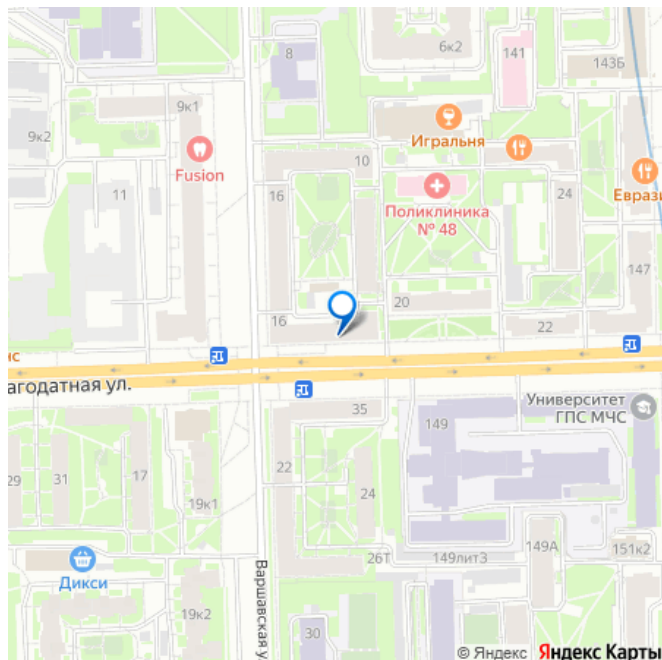 8
6к2
141
143Б
9к1
9к2
Игральня
Fusion
10
11
16
24
Еврази
Поликлиника
№ 48
147
20
16
22
нс
агодатная ул.
Университет
ГПС МЧС
35
149
22
29
31
17
24
19к1
26Т
149лит3
149А
151к2
Дикси
Варшавская у
19к2
30
© Яндекс
Яндекс Карты